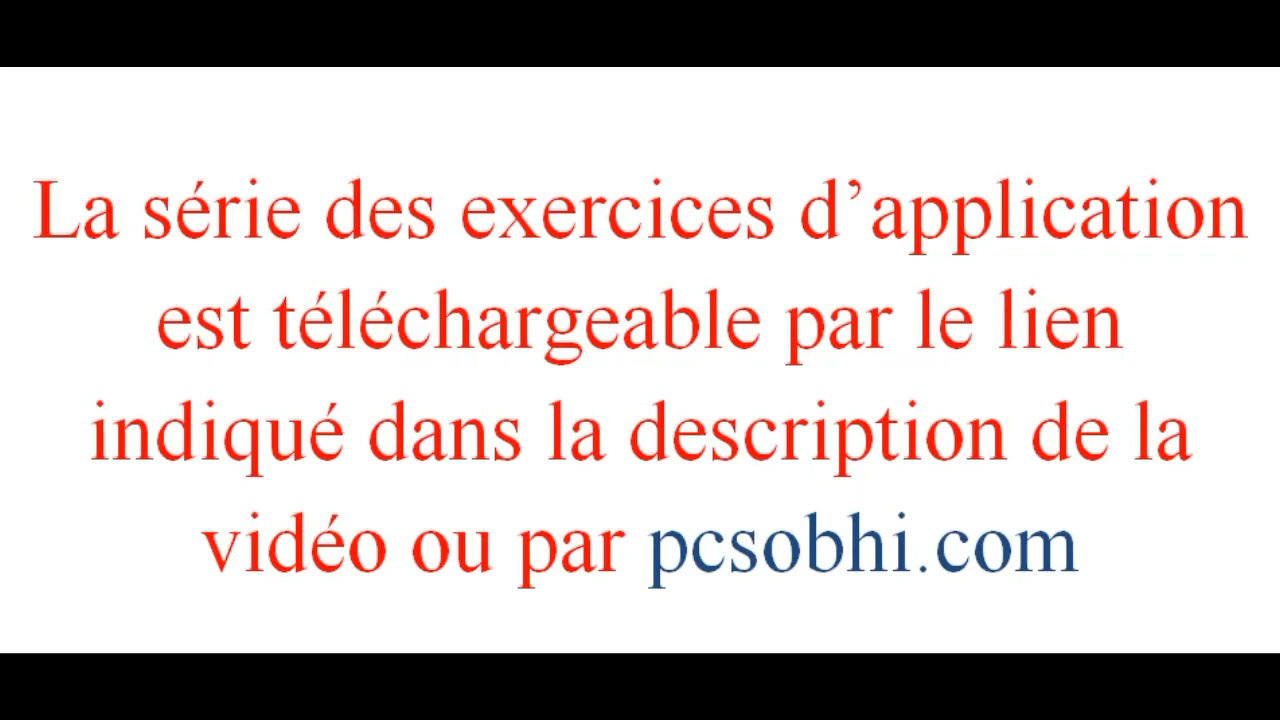 La série des exercices d’application
est téléchargeable par le lien
indiqué dans la description de la
vidéo ou par pcsobhi.com